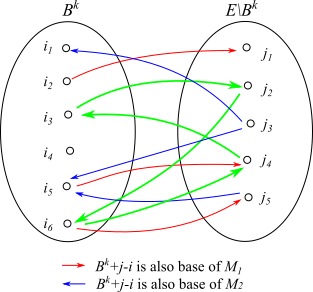 B^k E\B^k
i_1 j_1
i_2 j_2
i_3 j_3
i_4 j_4
i_5 j_5
i_6
B^k+j-i is also base of M_1
B^k+j-i is also base of M_2